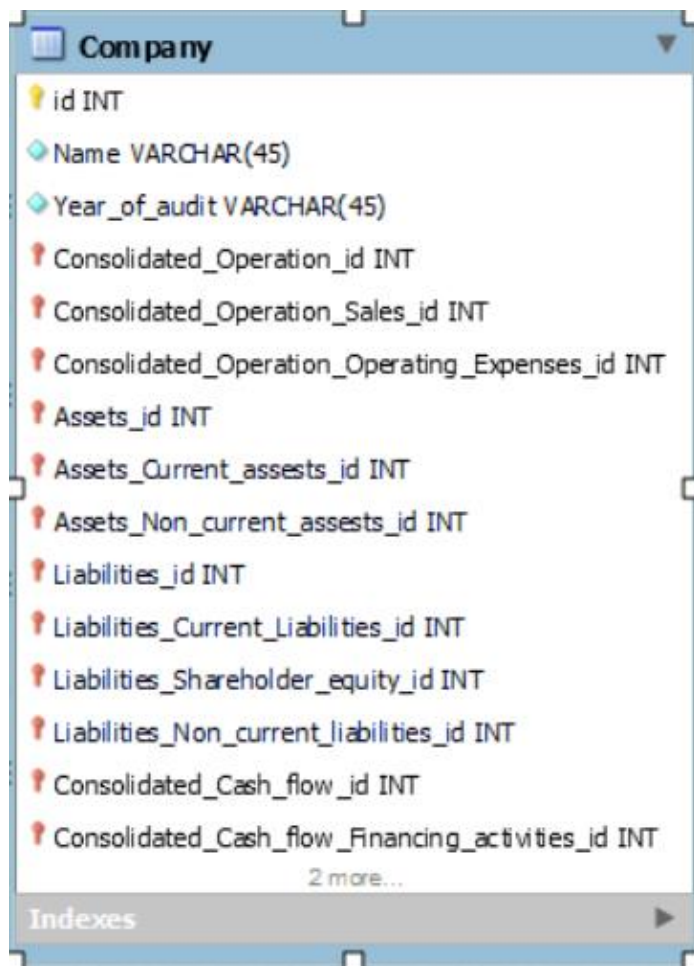 Company
id INT
Name VARCHAR(45)
Year_of_audit VARCHAR(45)
Consolidated_Operation_id INT
Consolidated_Operation_Sales_id INT
Consolidated_Operation_Operating_Expenses_id INT
Assets_id INT
Assets_Current_assests_id INT
Assets_Non_current_assests_id INT
Liabilities_id INT
Liabilities_Current_Liabilities_id INT
Liabilities_Shareholder_equity_id INT
Liabilities_Non_current_liabilities_id INT
Consolidated_Cash_flow_id INT
Consolidated_Cash_flow_Financing_activities_id INT
2 more...
Indexes